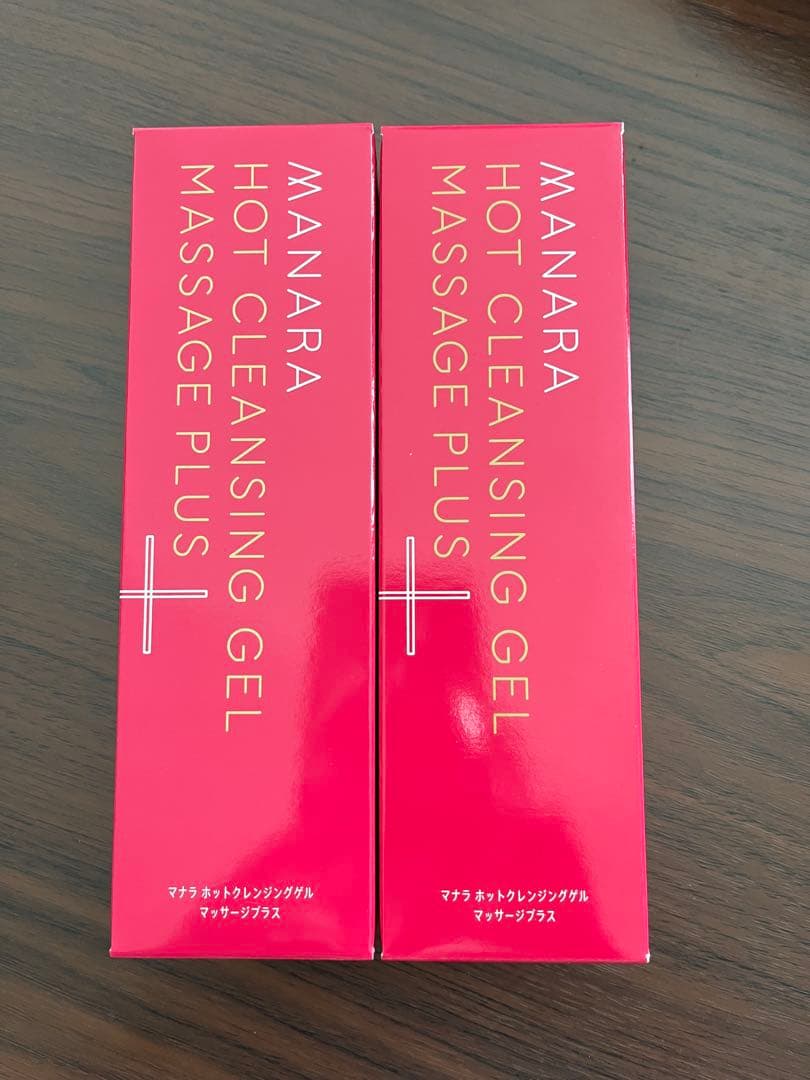 MANARA
HOT CLEANSING GEL
MASSAGE PLUS
マナラ ホットクレンジングゲル
マッサージプラス
MANARA
HOT CLEANSING GEL
MASSAGE PLUS
マナラ ホットクレンジングゲル
マッサージプラス